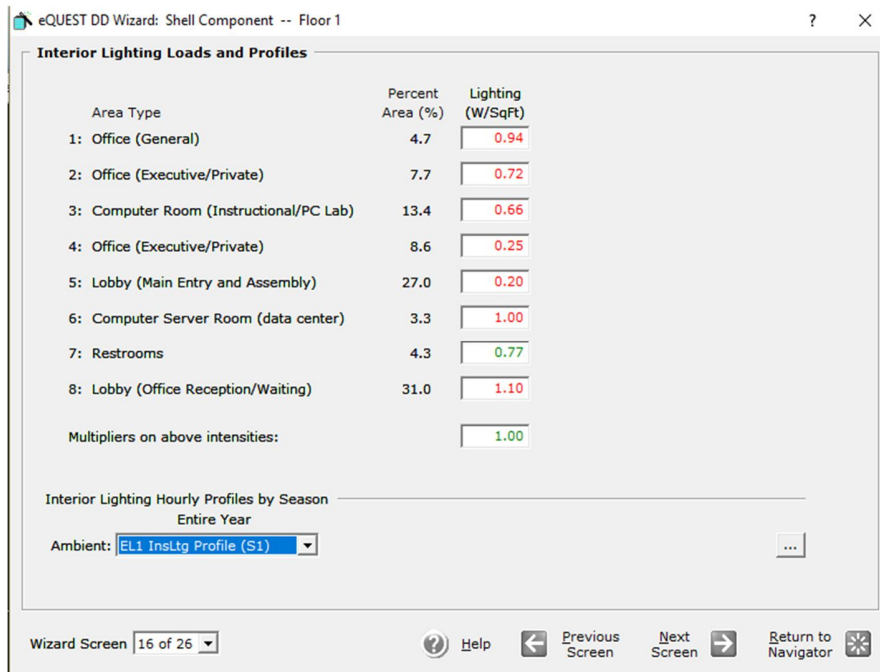 eQUEST DD Wizard: Shell Component -- Floor 1 ? X
Interior Lighting Loads and Profiles
Percent Lighting
Area Type Area (%) (W/SqFt)
1: Office (General) 4.7 0.94
2: Office (Executive/Private) 7.7 0.72
3: Computer Room (Instructional/PC Lab) 13.4 0.66
4: Office (Executive/Private) 8.6 0.25
5: Lobby (Main Entry and Assembly) 27.0 0.20
6: Computer Server Room (data center) 3.3 1.00
7: Restrooms 4.3 0.77
8: Lobby (Office Reception/Waiting) 31.0 1.10
Multipliers on above intensities: 1.00
Interior Lighting Hourly Profiles by Season
Entire Year
Ambient: EL1 InsLtg Profile (S1) ...
Wizard Screen 16 of 26 ? Help Previous Screen Next Screen Return to Navigator